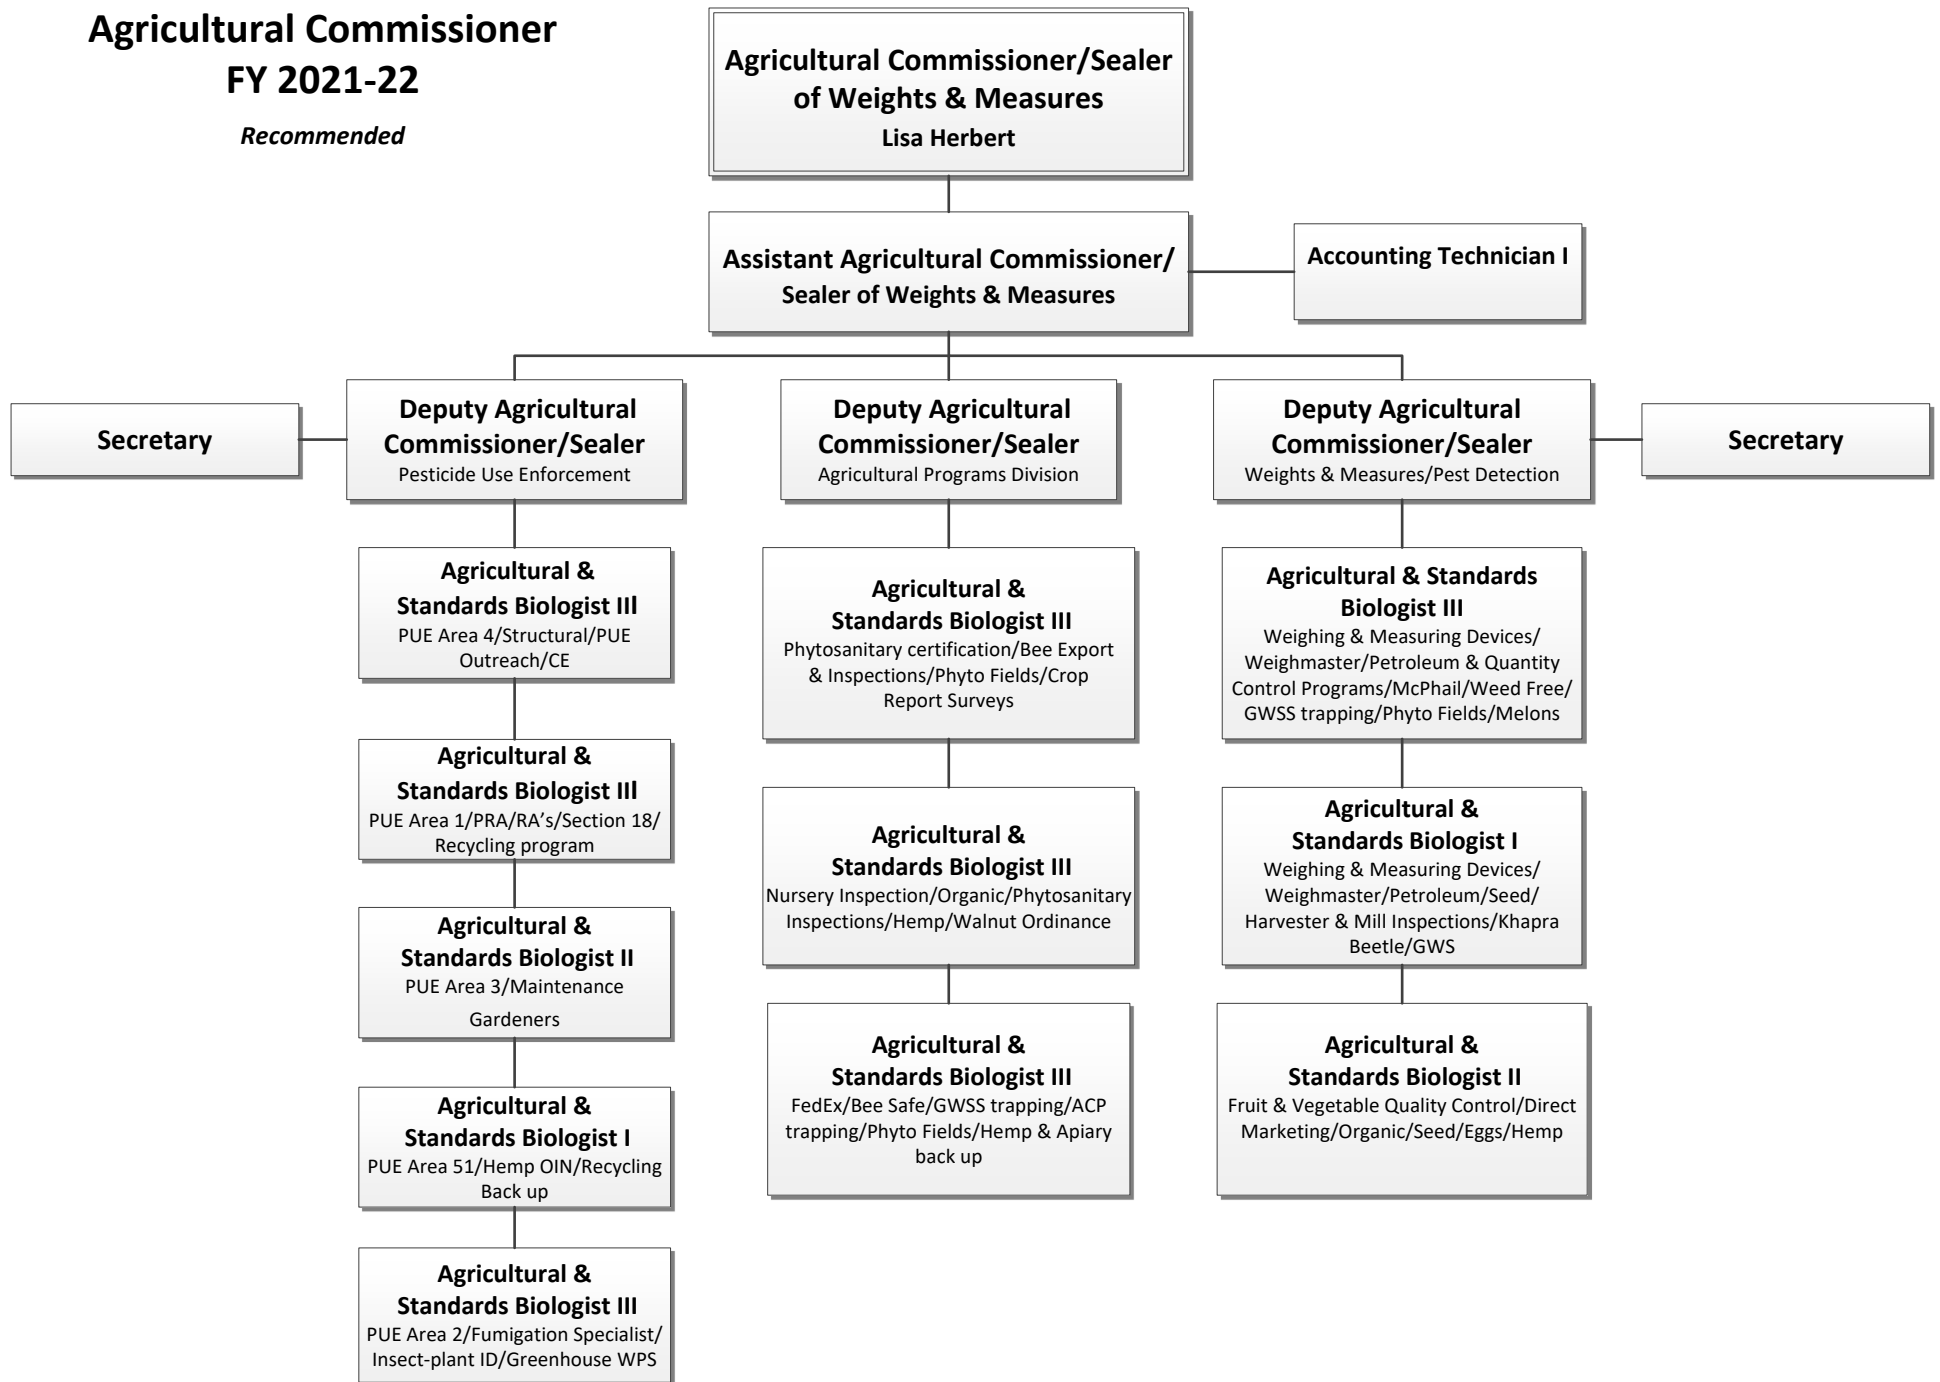 Agricultural Commissioner
FY 2021-22
Recommended
Agricultural Commissioner/Sealer
of Weights & Measures
Lisa Herbert
Assistant Agricultural Commissioner/
Sealer of Weights & Measures
Accounting Technician I
Secretary
Deputy Agricultural
Commissioner/Sealer
Pesticide Use Enforcement
Deputy Agricultural
Commissioner/Sealer
Agricultural Programs Division
Deputy Agricultural
Commissioner/Sealer
Weights & Measures/Pest Detection
Secretary
Agricultural &
Standards Biologist III
PUE Area 4/Structural/PUE
Outreach/CE
Agricultural &
Standards Biologist III
PUE Area 1/PRA/RA’s/Section 18/
Recycling program
Agricultural &
Standards Biologist II
PUE Area 3/Maintenance
Gardeners
Agricultural &
Standards Biologist I
PUE Area 51/Hemp OIN/Recycling
Back up
Agricultural &
Standards Biologist III
PUE Area 2/Fumigation Specialist/
Insect-plant ID/Greenhouse WPS
Agricultural &
Standards Biologist III
Phytosanitary certification/Bee Export
& Inspections/Phyto Fields/Crop
Report Surveys
Agricultural &
Standards Biologist III
Nursery Inspection/Organic/Phytosanitary
Inspections/Hemp/Walnut Ordinance
Agricultural &
Standards Biologist III
FedEx/Bee Safe/GWSS trapping/ACP
trapping/Phyto Fields/Hemp & Apiary
back up
Agricultural & Standards
Biologist III
Weighing & Measuring Devices/
Weighmaster/Petroleum & Quantity
Control Programs/McPhail/Weed Free/
GWSS trapping/Phyto Fields/Melons
Agricultural &
Standards Biologist I
Weighing & Measuring Devices/
Weighmaster/Petroleum/Seed/
Harvester & Mill Inspections/Khapra
Beetle/GWS
Agricultural &
Standards Biologist II
Fruit & Vegetable Quality Control/Direct
Marketing/Organic/Seed/Eggs/Hemp